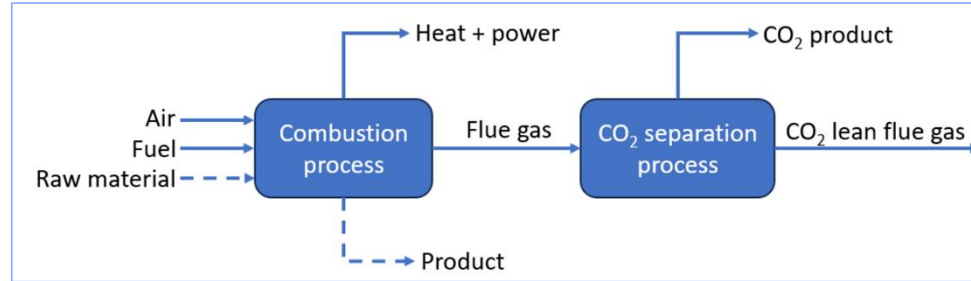 Heat + power
CO₂ product
Air
Fuel
Raw material
Combustion
process
Flue gas
CO₂ separation
process
CO₂ lean flue gas
Product